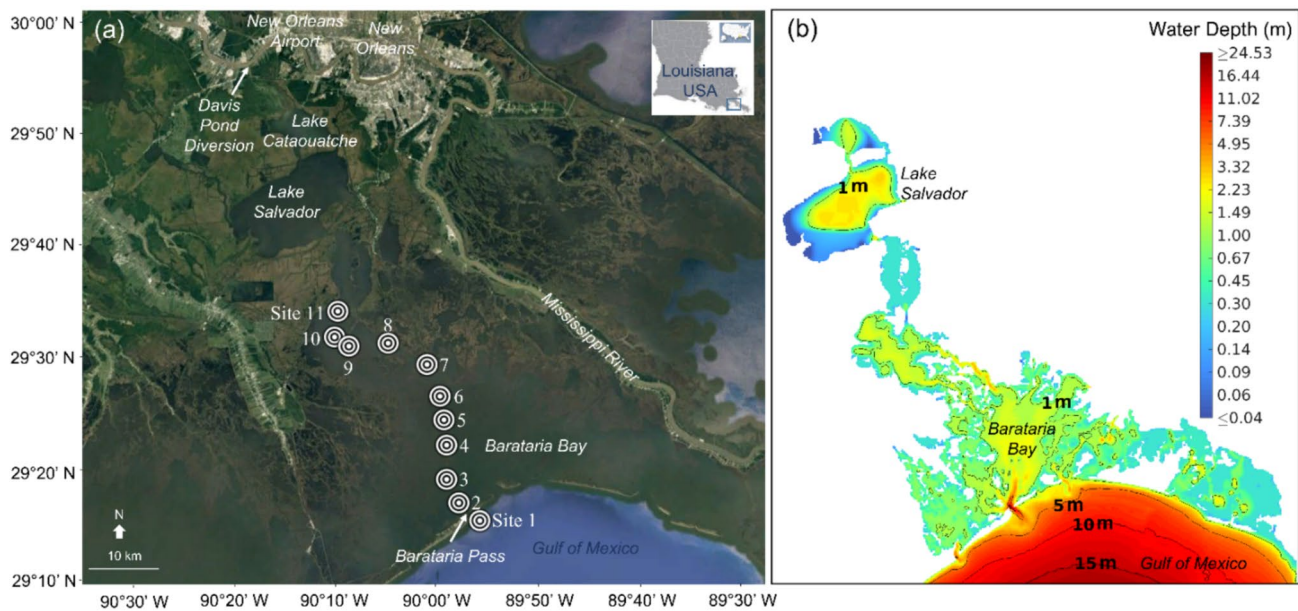 30°00' N
29°50' N
29°40' N
29°30' N
29°20' N
29°10' N
(a)
New Orleans
Airport
New
Orleans
Louisiana,
USA
Davis
Pond
Diversion
Lake
Cataouatche
Lake
Salvador
Mississippi River
Site 11
10
9
8
7
6
5
4
3
2
Site 1
Barataria Bay
Barataria Pass
Gulf of Mexico
N
10 km
90°30' W
90°20' W
90°10' W
90°00' W
89°50' W
89°40' W
89°30' W
(b)
Water Depth (m)
≥24.53
16.44
11.02
7.39
4.95
3.32
2.23
1.49
1.00
0.67
0.45
0.30
0.20
0.14
0.09
0.06
≤0.04
Lake
Salvador
1 m
1 m
Barataria
Bay
5 m
10 m
15 m
Gulf of Mexico